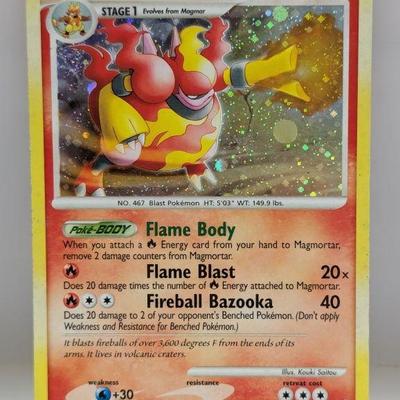 STAGE 1 Evolves from Magmar
NO. 467 Blast Pokémon HT: 5'03" WT: 149.9 lbs.
Poké-BODY Flame Body
When you attach a Energy card from your hand to Magmortar,
remove 2 damage counters from Magmortar.
Flame Blast 20x
Does 20 damage times the number of Energy attached to Magmortar.
Fireball Bazooka 40
Does 20 damage to 2 of your opponent's Benched Pokémon. (Don't apply
Weakness and Resistance for Benched Pokémon.)
It blasts fireballs of over 3,600 degrees F from the ends of its
arms. It lives in volcanic craters.
Illus. Kouki Saitou
weakness resistance retreat cost
+30